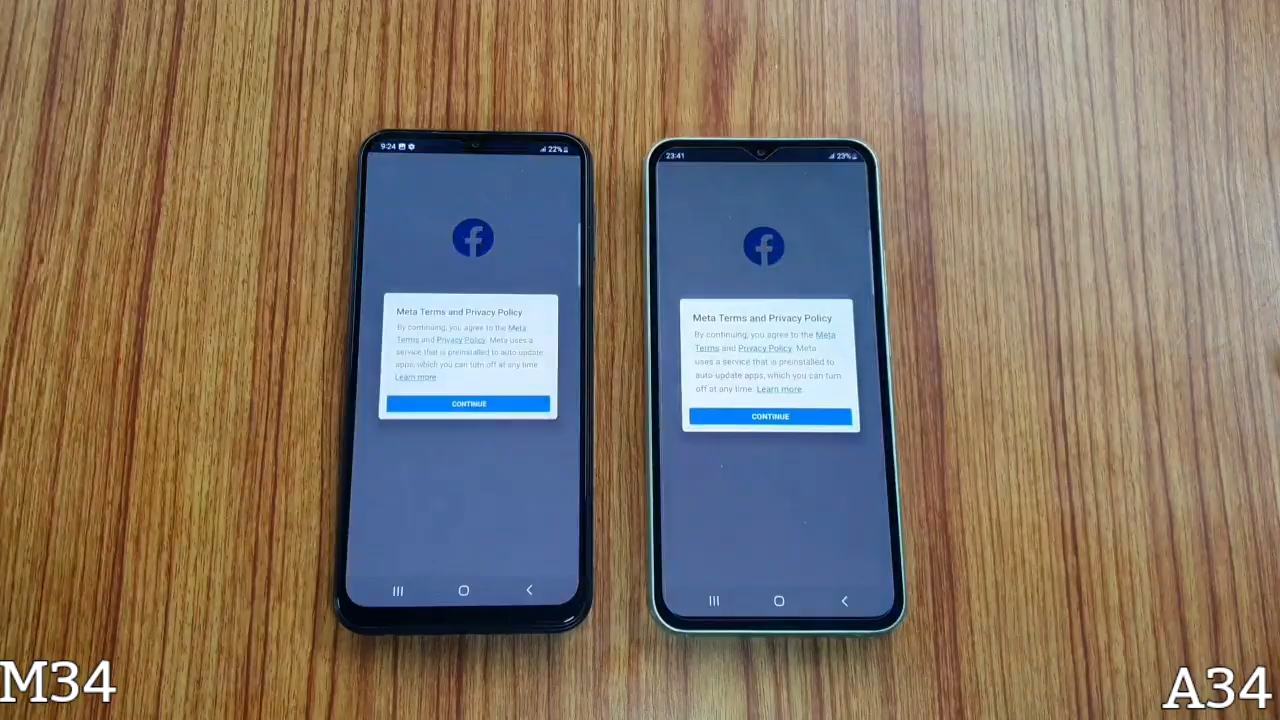 9:24
22%
Meta Terms and Privacy Policy
By continuing, you agree to the Meta
Terms and Privacy Policy. Meta uses a
service that is preinstalled to auto update
apps, which you can turn off at any time.
Learn more
CONTINUE
23:41
23%
Meta Terms and Privacy Policy
By continuing, you agree to the Meta
Terms and Privacy Policy. Meta
uses a service that is preinstalled to
auto-update apps, which you can turn
off at any time. Learn more
CONTINUE
M34
A34